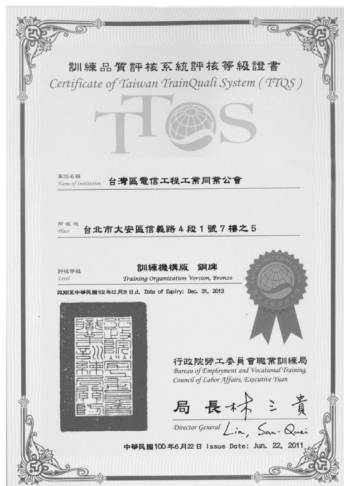 訓練品質評核系統評核等級證書
Certificate of Taiwan TrainQuali System ( TTQS )
TTQS
單位名稱
Name of Institution
台灣區電信工程工業同業公會
所在地
Place
台北市大安區信義路4段1號7樓之5
評核等級
Level
訓練機構版 銅牌
Training Organization Version, Bronze
效期至中華民國102年12月31日止 Date of Expiry: Dec. 31, 2013
行政院勞工委員會職業訓練局
Bureau of Employment and Vocational Training,
Council of Labor Affairs, Executive Yuan
局長 林三貴
Director General Lin, San-Quei
中華民國100年6月22日 Issue Date: Jun. 22, 2011